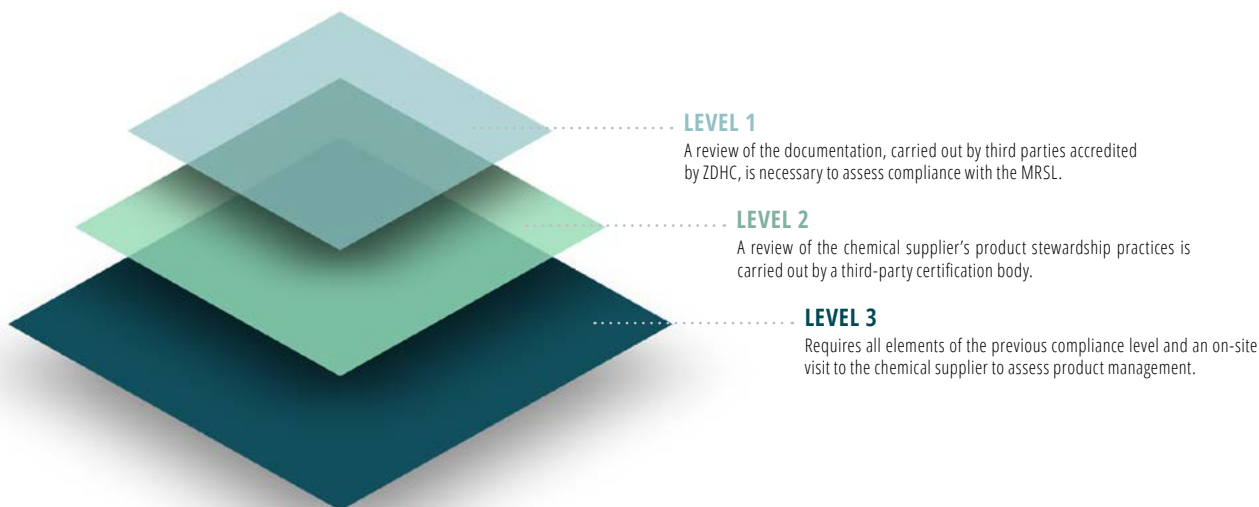 LEVEL 1
A review of the documentation, carried out by third parties accredited
by ZDHC, is necessary to assess compliance with the MRSL.
LEVEL 2
A review of the chemical supplier's product stewardship practices is
carried out by a third-party certification body.
LEVEL 3
Requires all elements of the previous compliance level and an on-site
visit to the chemical supplier to assess product management.